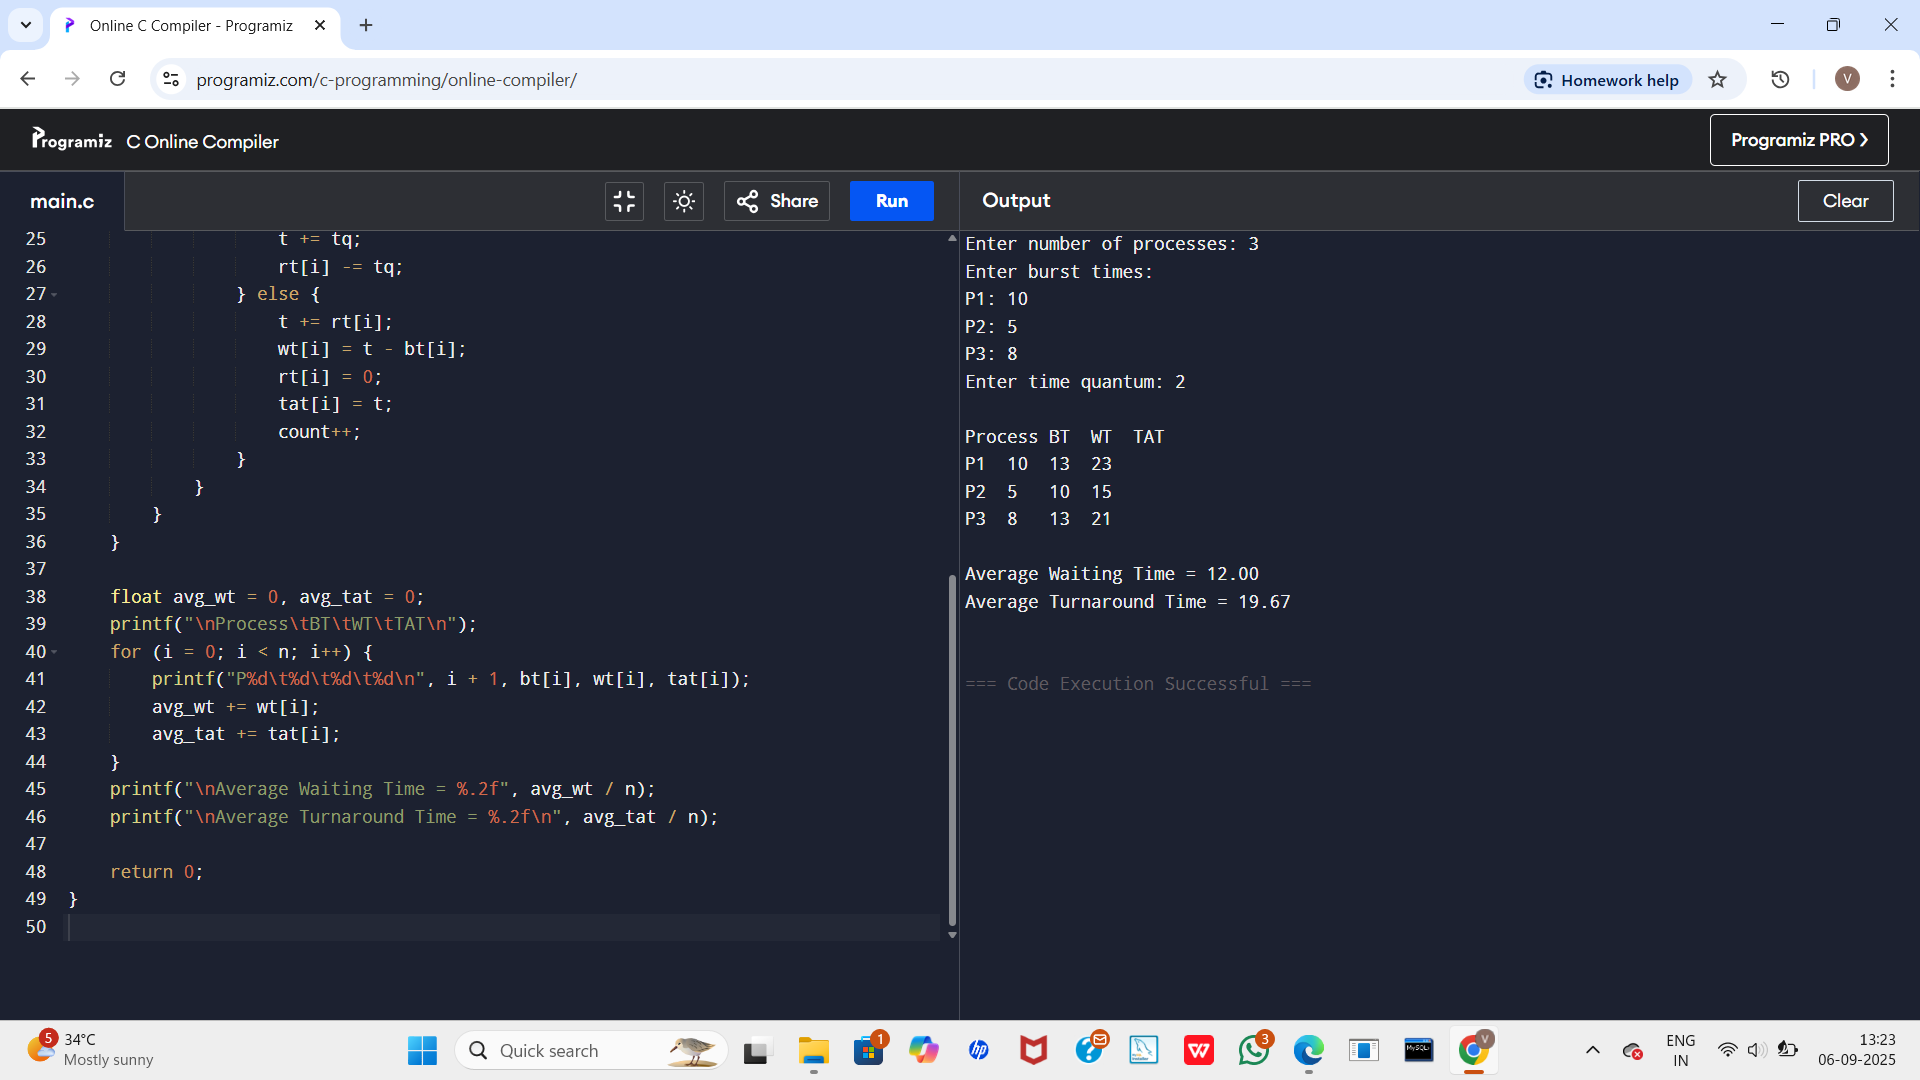 Online C Compiler - Programiz
programiz.com/c-programming/online-compiler/
Homework help
V
Programiz
C Online Compiler
Programiz PRO
main.c
Share
Run
Output
Clear
25 t += tq;
26 rt[i] -= tq;
27 } else {
28 t += rt[i];
29 wt[i] = t - bt[i];
30 rt[i] = 0;
31 tat[i] = t;
32 count++;
33 }
34 }
35 }
36 }
37
38 float avg_wt = 0, avg_tat = 0;
39 printf("\nProcess\tBT\tWT\tTAT\n");
40 for (i = 0; i < n; i++) {
41 printf("P%d\t%d\t%d\t%d\n", i + 1, bt[i], wt[i], tat[i]);
42 avg_wt += wt[i];
43 avg_tat += tat[i];
44 }
45 printf("\nAverage Waiting Time = %.2f", avg_wt / n);
46 printf("\nAverage Turnaround Time = %.2f\n", avg_tat / n);
47
48 return 0;
49 }
50
Enter number of processes: 3
Enter burst times:
P1: 10
P2: 5
P3: 8
Enter time quantum: 2
Process BT WT TAT
P1 10 13 23
P2 5 10 15
P3 8 13 21
Average Waiting Time = 12.00
Average Turnaround Time = 19.67
=== Code Execution Successful ===
5
34°C
Mostly sunny
Quick search
1
hp
W
3
MySQL
V
ENG
IN
13:23
06-09-2025